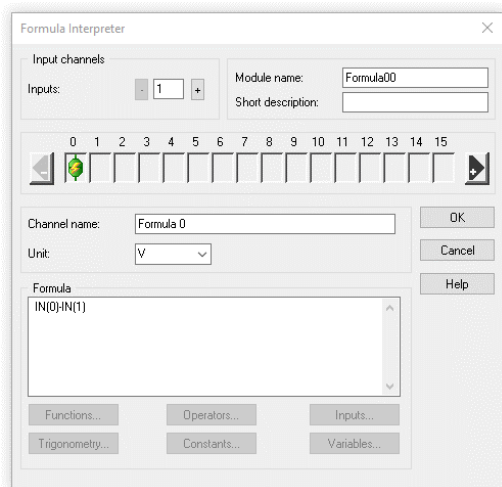 Formula Interpreter
Input channels
Inputs:
- 1 +
Module name: Formula00
Short description:
0 1 2 3 4 5 6 7 8 9 10 11 12 13 14 15
- +
Channel name: Formula 0
Unit: V
OK
Cancel
Help
Formula
IN(0)-IN(1)
Functions... Operators... Inputs...
Trigonometry... Constants... Variables...